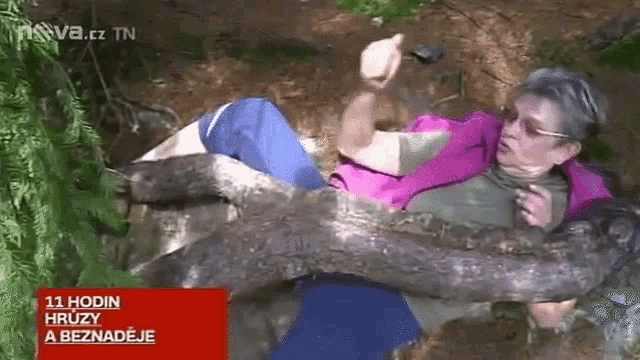 nova.cz TN
11 HODIN
HRŮZY
A BEZNADĚJE